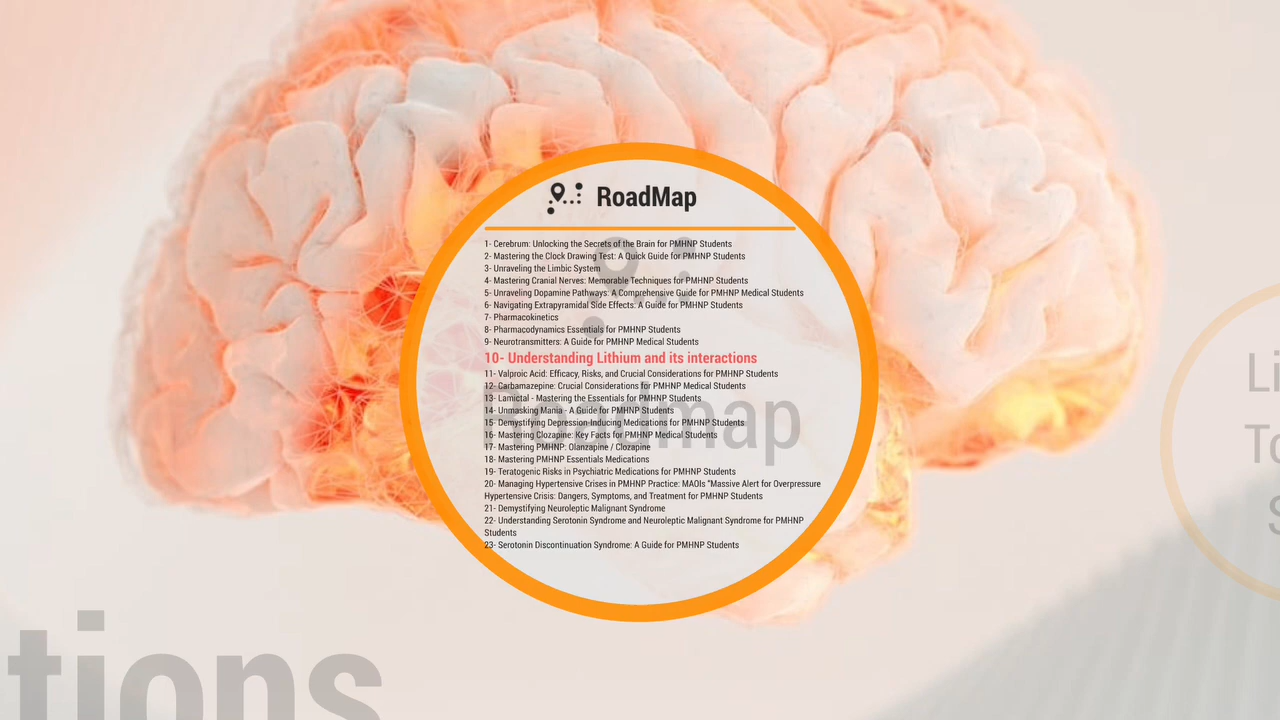 RoadMap
1- Cerebrum: Unlocking the Secrets of the Brain for PMHNP Students
2- Mastering the Clock Drawing Test: A Quick Guide for PMHNP Students
3- Unraveling the Limbic System
4- Mastering Cranial Nerves: Memorable Techniques for PMHNP Students
5- Unraveling Dopamine Pathways: A Comprehensive Guide for PMHNP Medical Students
6- Navigating Extrapyramidal Side Effects: A Guide for PMHNP Students
7- Pharmacokinetics
8- Pharmacodynamics Essentials for PMHNP Students
9- Neurotransmitters: A Guide for PMHNP Medical Students
10- Understanding Lithium and its interactions
11- Valproic Acid: Efficacy, Risks, and Crucial Considerations for PMHNP Students
12- Carbamazepine: Crucial Considerations for PMHNP Medical Students
13- Lamictal - Mastering the Essentials for PMHNP Students
14- Unmasking Mania - A Guide for PMHNP Students
15- Demystifying Depression-Inducing Medications for PMHNP Students
16- Mastering Clozapine: Key Facts for PMHNP Medical Students
17- Mastering PMHNP: Olanzapine / Clozapine
18- Mastering PMHNP Essentials Medications
19- Teratogenic Risks in Psychiatric Medications for PMHNP Students
20- Managing Hypertensive Crises in PMHNP Practice: MAOIs "Massive Alert for Overpressure
Hypertensive Crisis: Dangers, Symptoms, and Treatment for PMHNP Students
21- Demystifying Neuroleptic Malignant Syndrome
22- Understanding Serotonin Syndrome and Neuroleptic Malignant Syndrome for PMHNP
Students
23- Serotonin Discontinuation Syndrome: A Guide for PMHNP Students
Roadmap
tions
Li
To
S